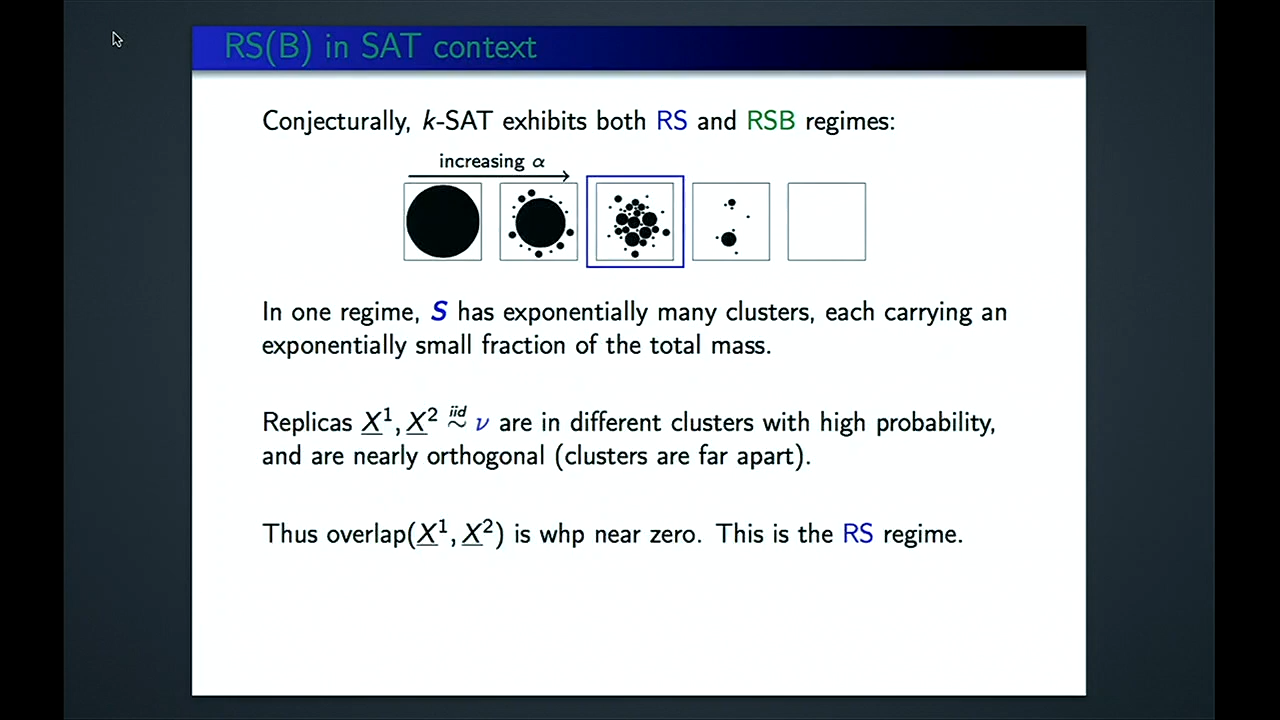 RS(B) in SAT context
Conjecturally, k-SAT exhibits both RS and RSB regimes:
increasing α
In one regime, S has exponentially many clusters, each carrying an
exponentially small fraction of the total mass.
Replicas X¹, X² iid ~ ν are in different clusters with high probability,
and are nearly orthogonal (clusters are far apart).
Thus overlap(X¹, X²) is whp near zero. This is the RS regime.